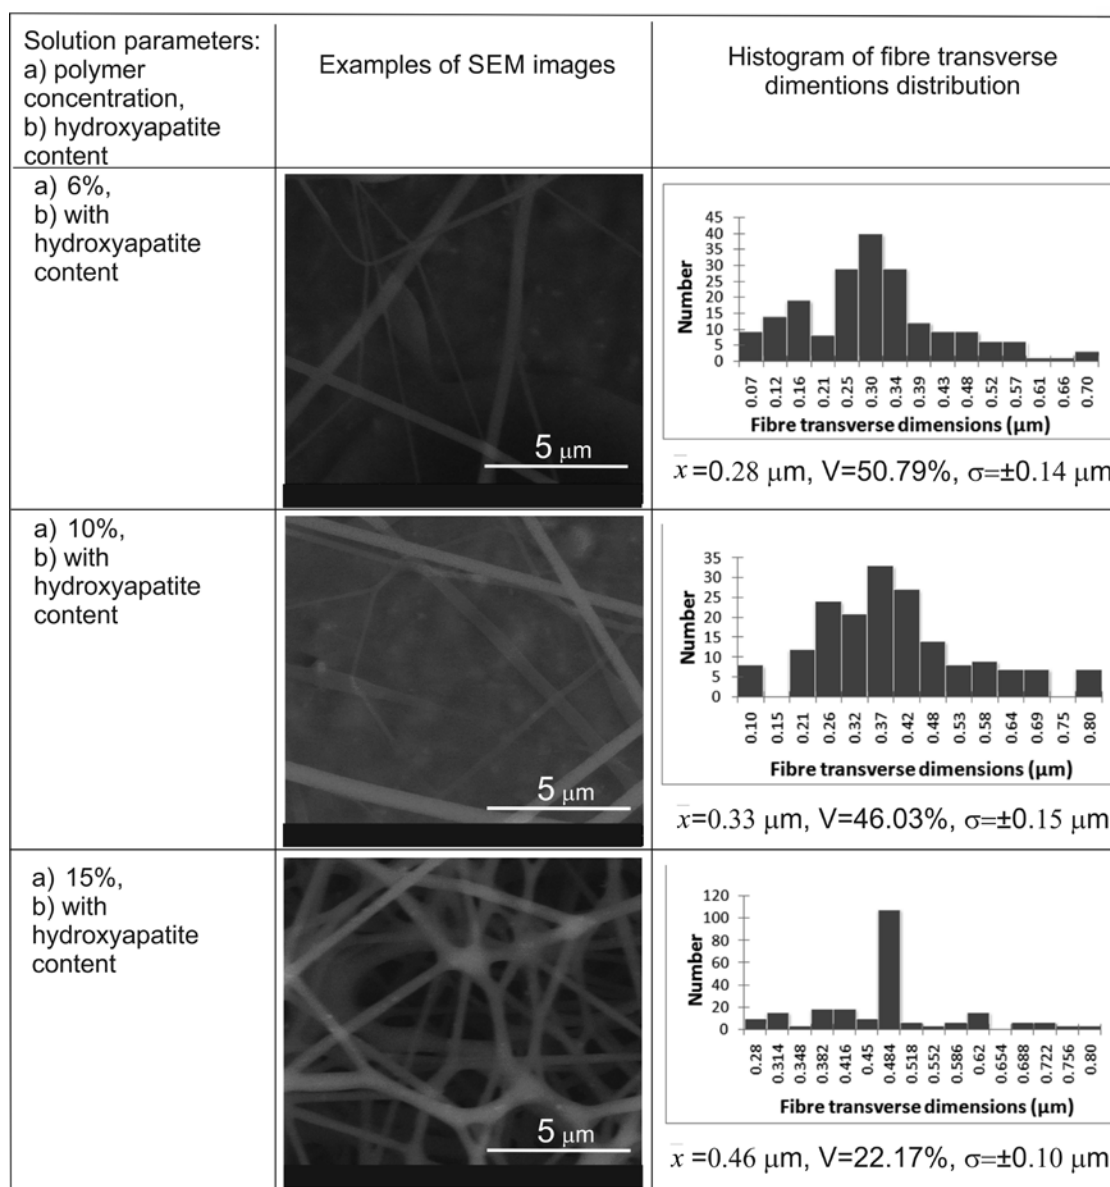 Solution parameters:
a) polymer
concentration,
b) hydroxyapatite
content
Examples of SEM images
Histogram of fibre transverse
dimentions distribution
a) 6%,
b) with
hydroxyapatite
content
5 μm
45
40
35
30
25
20
15
10
5
0
Number
0.07 0.12 0.16 0.21 0.25 0.30 0.34 0.39 0.43 0.48 0.52 0.57 0.61 0.66 0.70
Fibre transverse dimensions (μm)
x̄=0.28 μm, V=50.79%, σ=±0.14 μm
a) 10%,
b) with
hydroxyapatite
content
5 μm
35
30
25
20
15
10
5
0
Number
0.10 0.15 0.21 0.26 0.32 0.37 0.42 0.48 0.53 0.58 0.64 0.69 0.75 0.80
Fibre transverse dimensions (μm)
x̄=0.33 μm, V=46.03%, σ=±0.15 μm
a) 15%,
b) with
hydroxyapatite
content
5 μm
120
100
80
60
40
20
0
Number
0.28 0.314 0.348 0.382 0.416 0.45 0.484 0.518 0.552 0.586 0.62 0.654 0.688 0.722 0.756 0.80
Fibre transverse dimensions (μm)
x̄=0.46 μm, V=22.17%, σ=±0.10 μm